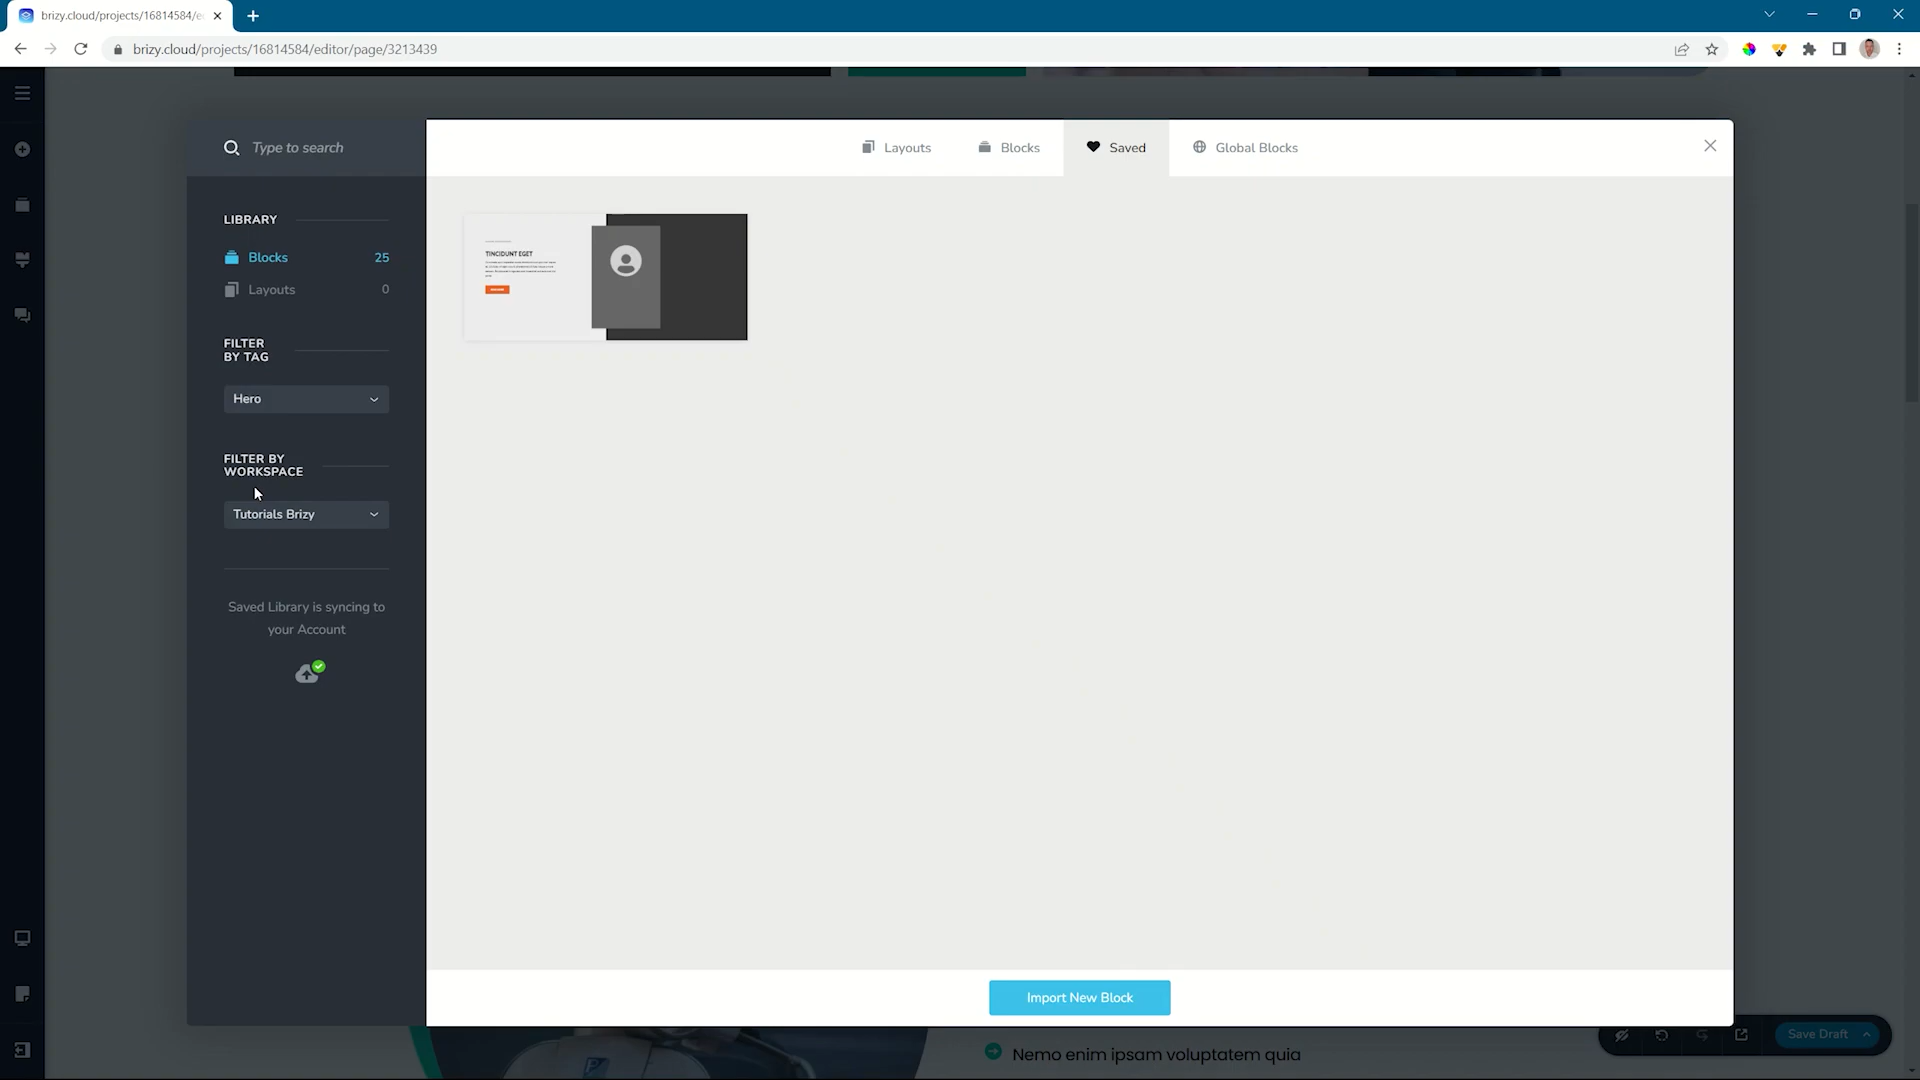 brizy.cloud/projects/16814584/e
brizy.cloud/projects/16814584/editor/page/3213439
Type to search
Layouts
Blocks
Saved
Global Blocks
LIBRARY
Blocks 25
Layouts 0
FILTER
BY TAG
Hero
FILTER BY
WORKSPACE
Tutorials Brizy
Saved Library is syncing to
your Account
TINCIDUNT EGET
Import New Block
Nemo enim ipsam voluptatem quia
Save Draft